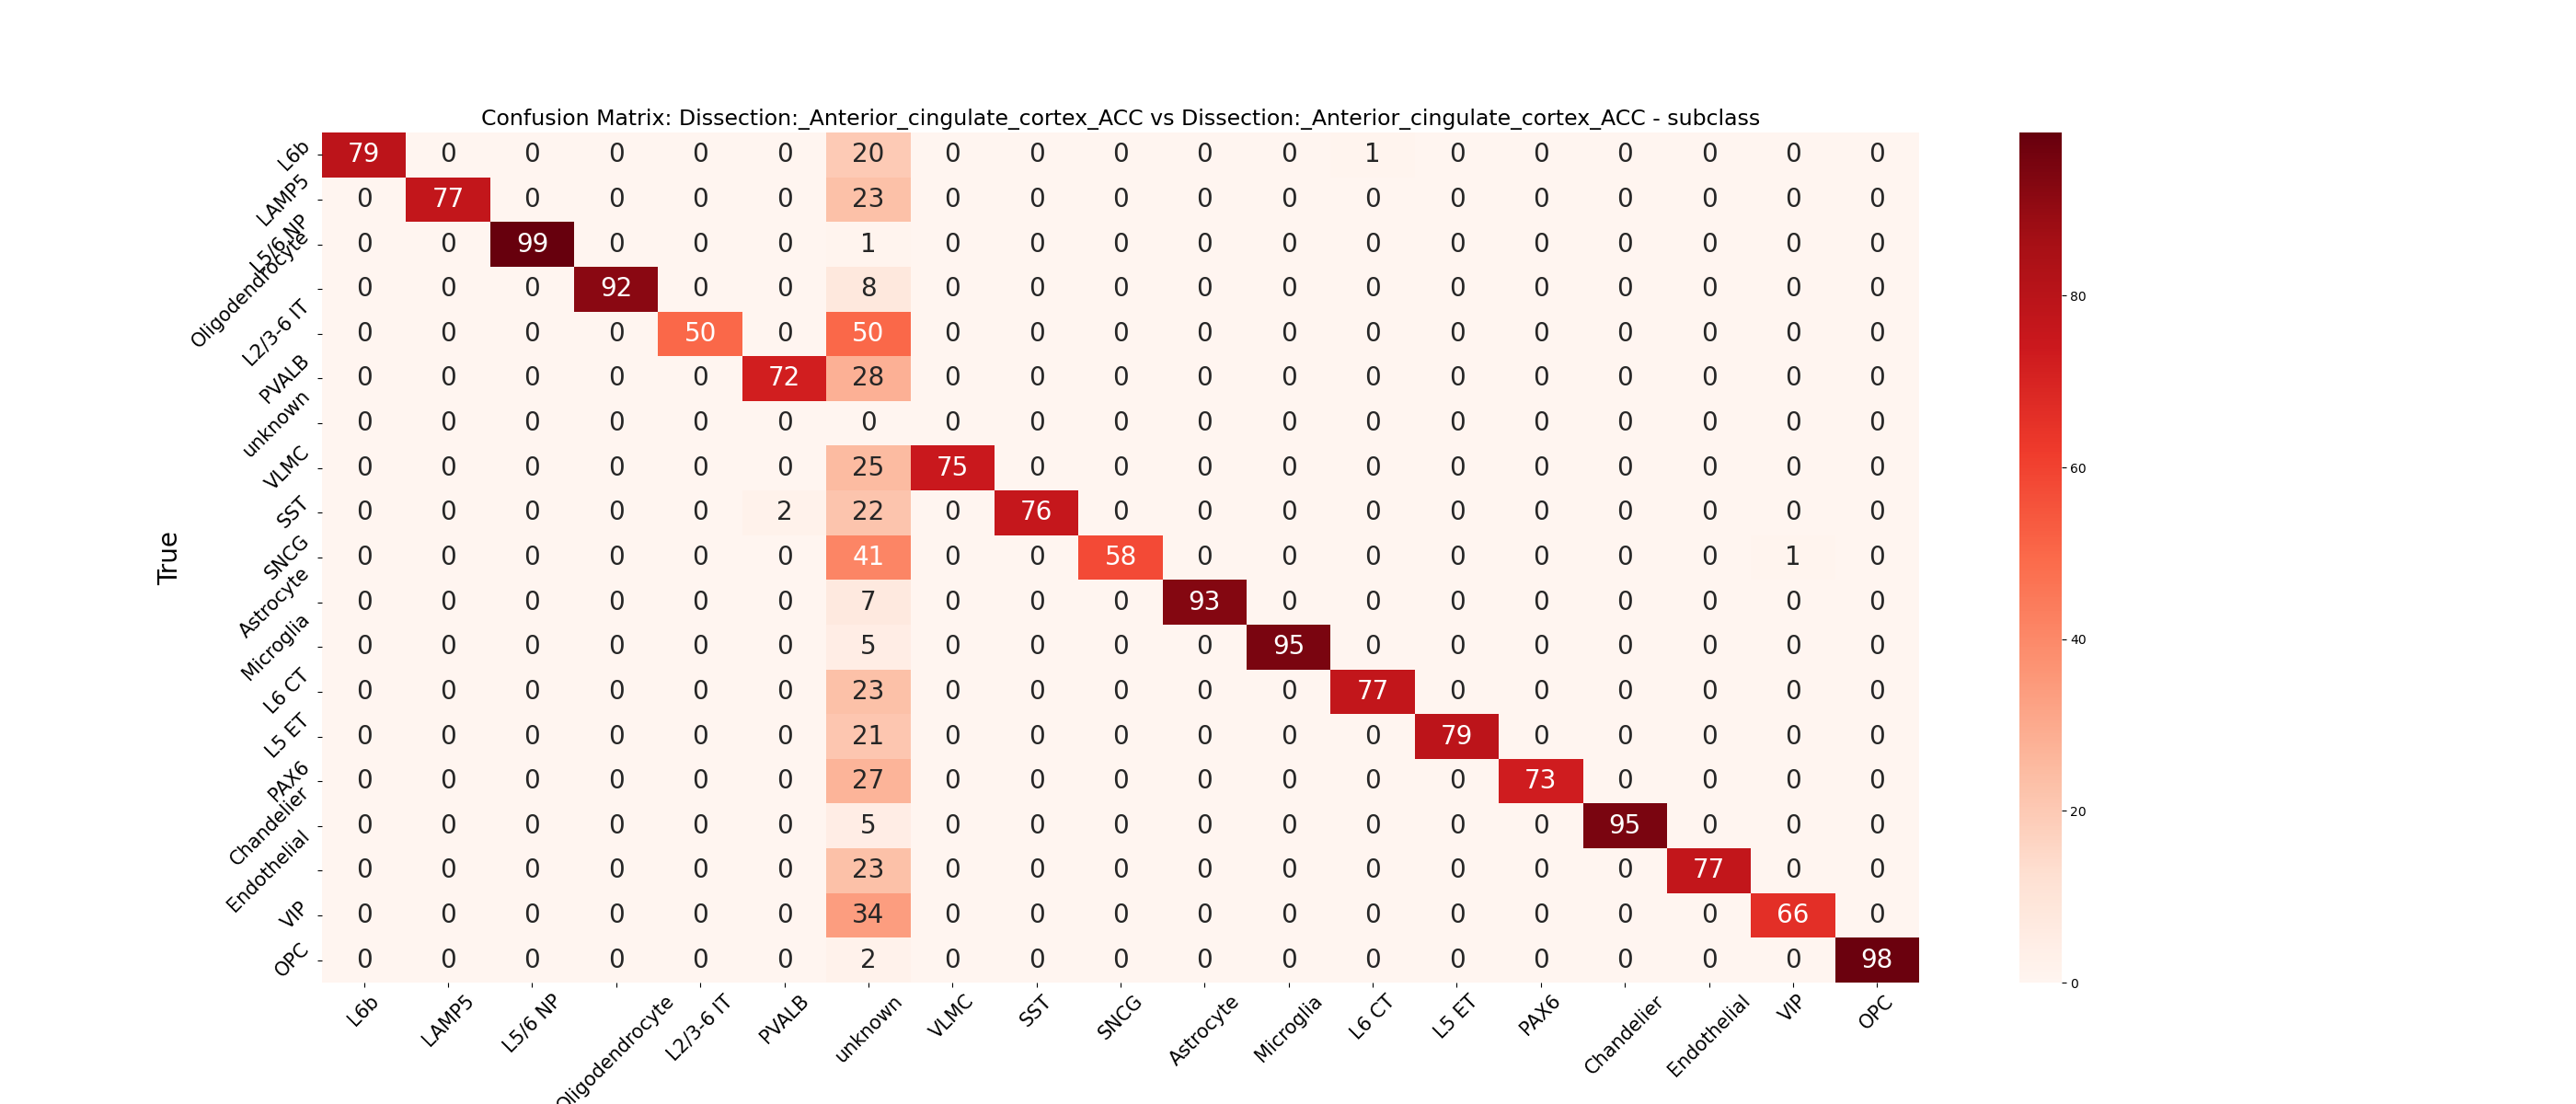 Confusion Matrix: Dissection:_Anterior_cingulate_cortex_ACC vs Dissection:_Anterior_cingulate_cortex_ACC - subclass
L6b 79 0 0 0 0 0 20 0 0 0 0 0 1 0 0 0 0 0 0
LAMP5 0 77 0 0 0 0 23 0 0 0 0 0 0 0 0 0 0 0 0
L5/6 NP 0 0 99 0 0 0 1 0 0 0 0 0 0 0 0 0 0 0 0
Oligodendrocyte 0 0 0 92 0 0 8 0 0 0 0 0 0 0 0 0 0 0 0
L2/3-6 IT 0 0 0 0 50 0 50 0 0 0 0 0 0 0 0 0 0 0 0
PVALB 0 0 0 0 0 72 28 0 0 0 0 0 0 0 0 0 0 0 0
unknown 0 0 0 0 0 0 0 0 0 0 0 0 0 0 0 0 0 0 0
VLMC 0 0 0 0 0 0 25 75 0 0 0 0 0 0 0 0 0 0 0
SST 0 0 0 0 0 2 22 0 76 0 0 0 0 0 0 0 0 0 0
SNCG 0 0 0 0 0 0 41 0 0 58 0 0 0 0 0 0 0 1 0
Astrocyte 0 0 0 0 0 0 7 0 0 0 93 0 0 0 0 0 0 0 0
Microglia 0 0 0 0 0 0 5 0 0 0 0 95 0 0 0 0 0 0 0
L6 CT 0 0 0 0 0 0 23 0 0 0 0 0 77 0 0 0 0 0 0
L5 ET 0 0 0 0 0 0 21 0 0 0 0 0 0 79 0 0 0 0 0
PAX6 0 0 0 0 0 0 27 0 0 0 0 0 0 0 73 0 0 0 0
Chandelier 0 0 0 0 0 0 5 0 0 0 0 0 0 0 0 95 0 0 0
Endothelial 0 0 0 0 0 0 23 0 0 0 0 0 0 0 0 0 77 0 0
VIP 0 0 0 0 0 0 34 0 0 0 0 0 0 0 0 0 0 66 0
OPC 0 0 0 0 0 0 2 0 0 0 0 0 0 0 0 0 0 0 98
True
L6b LAMP5 L5/6 NP Oligodendrocyte L2/3-6 IT PVALB unknown VLMC SST SNCG Astrocyte Microglia L6 CT L5 ET PAX6 Chandelier Endothelial VIP OPC
80
60
40
20
0